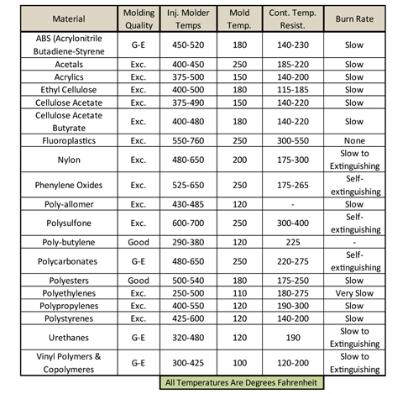 Material Molding Quality Inj. Molder Temps Mold Temp. Cont. Temp. Resist. Burn Rate
ABS (Acrylonitrile Butadiene-Styrene G-E 450-520 180 140-230 Slow
Acetals Exc. 400-450 250 185-220 Slow
Acrylics Exc. 375-500 150 140-200 Slow
Ethyl Cellulose Exc. 400-500 180 115-185 Slow
Cellulose Acetate Exc. 375-490 150 140-220 Slow
Cellulose Acetate Butyrate Exc. 400-480 180 140-220 Slow
Fluoroplastics Exc. 550-760 250 300-550 None
Nylon Exc. 480-650 200 175-300 Slow to Extinguishing
Phenylene Oxides Exc. 525-650 250 175-265 Self-extinguishing
Poly-allomer Exc. 430-485 120 - Slow
Polysulfone Exc. 600-700 250 300-400 Self-extinguishing
Poly-butylene Good 290-380 120 225 -
Polycarbonates G-E 480-650 250 220-275 Self-extinguishing
Polyesters Good 500-540 180 175-250 Slow
Polyethylenes Exc. 250-500 110 180-275 Very Slow
Polypropylenes Exc. 400-550 120 190-300 Slow
Polystyrenes Exc. 425-600 120 140-200 Slow
Urethanes G-E 320-480 120 190 Slow to Extinguishing
Vinyl Polymers & Copolymeres G-E 300-425 100 120-200 Slow to Extinguishing
All Temperatures Are Degrees Fahrenheit